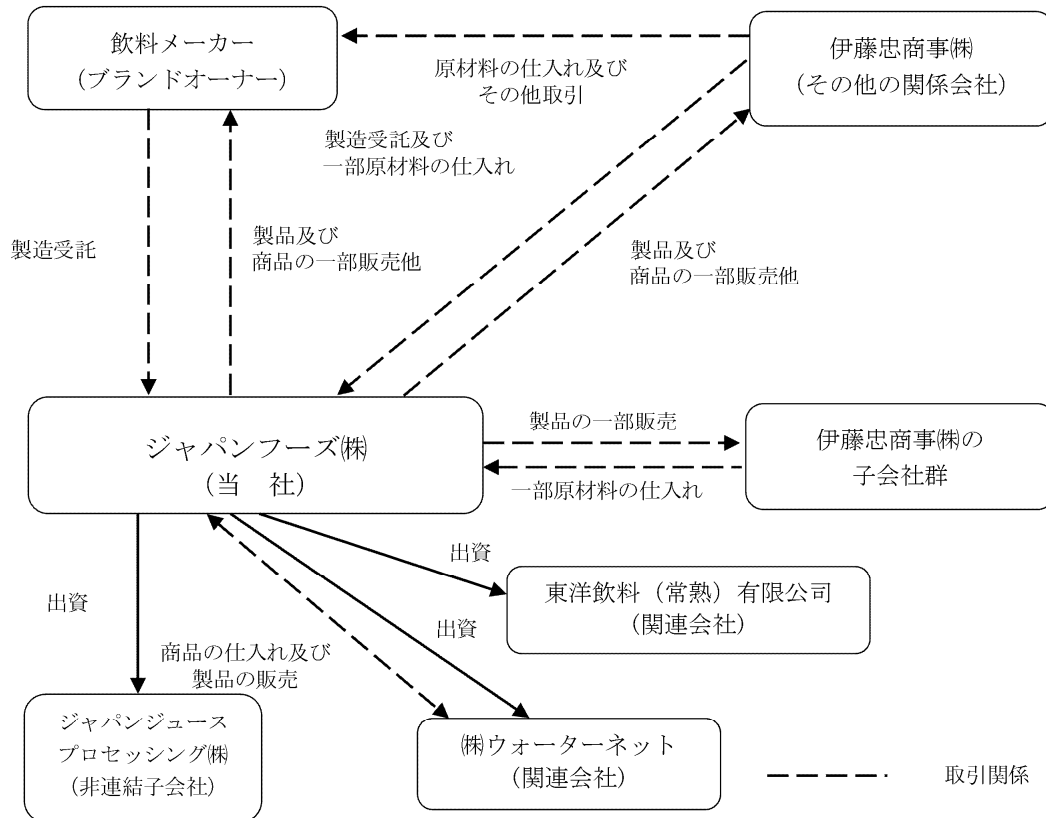 飲料メーカー
(ブランドオーナー)
伊藤忠商事㈱
(その他の関係会社)
原材料の仕入れ及び
その他取引
製造受託及び
一部原材料の仕入れ
製造受託
製品及び
商品の一部販売他
製品及び
商品の一部販売他
ジャパンフーズ㈱
(当　社)
製品の一部販売
一部原材料の仕入れ
伊藤忠商事㈱の
子会社群
出資
出資
出資
東洋飲料（常熟）有限公司
(関連会社)
商品の仕入れ及び
製品の販売
ジャパンジュース
プロセッシング㈱
(非連結子会社)
㈱ウォーターネット
(関連会社)
取引関係